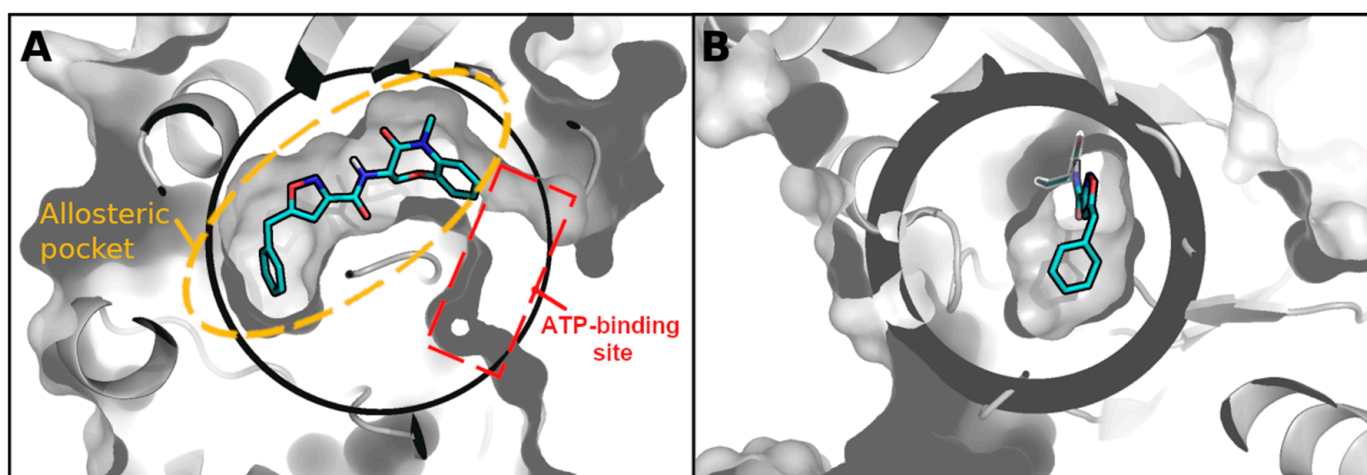 A
B
Allosteric
pocket
ATP-binding
site